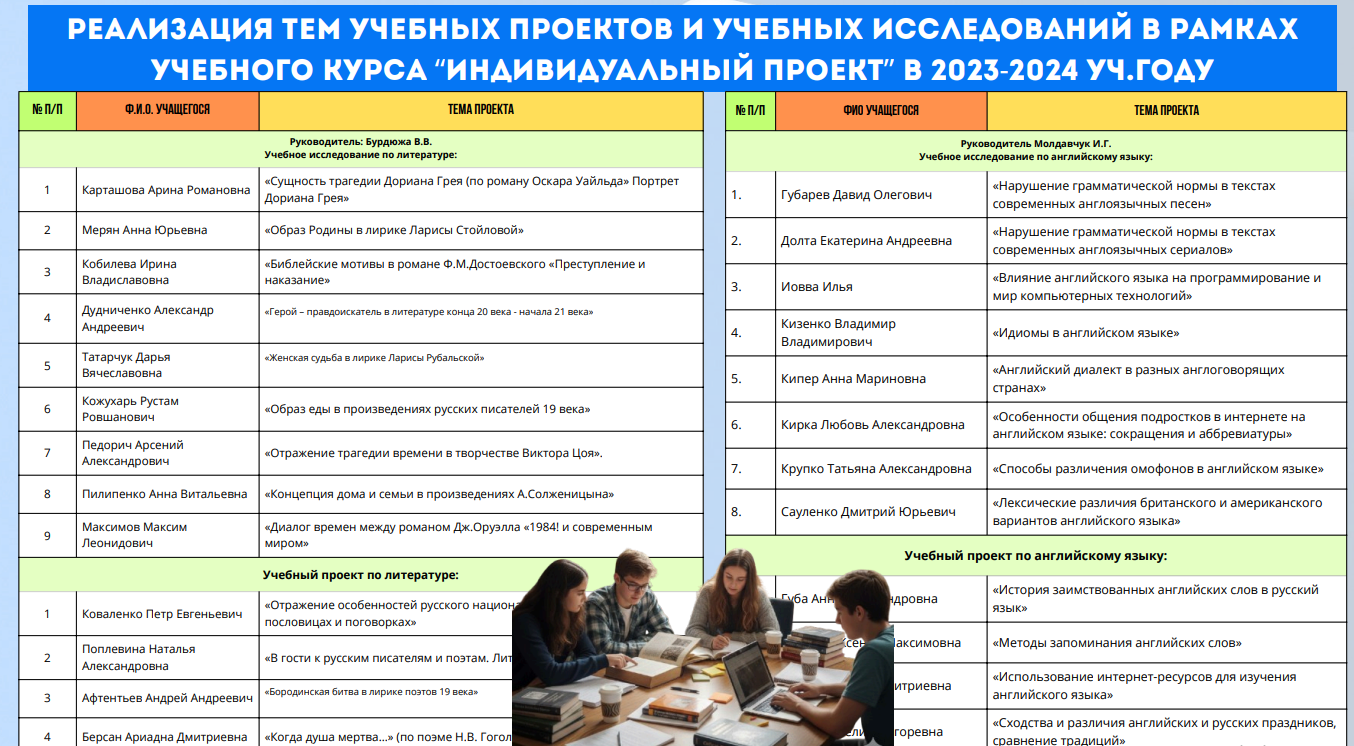 РЕАЛИЗАЦИЯ ТЕМ УЧЕБНЫХ ПРОЕКТОВ И УЧЕБНЫХ ИССЛЕДОВАНИЙ В РАМКАХ
УЧЕБНОГО КУРСА “ИНДИВИДУАЛЬНЫЙ ПРОЕКТ” В 2023-2024 УЧ.ГОДУ
№ П/П Ф.И.О. УЧАЩЕГОСЯ ТЕМА ПРОЕКТА
Руководитель: Бурдюжа В.В.
Учебное исследование по литературе:
1 Карташова Арина Романовна «Сущность трагедии Дориана Грея (по роману Оскара Уайльда» Портрет
Дориана Грея»
2 Мерян Анна Юрьевна «Образ Родины в лирике Ларисы Стойловой»
3 Кобилева Ирина
Владиславовна «Библейские мотивы в романе Ф.М.Достоевского «Преступление и
наказание»
4 Дудниченко Александр
Андреевич «Герой – правдоискатель в литературе конца 20 века - начала 21 века»
5 Татарчук Дарья
Вячеславовна «Женская судьба в лирике Ларисы Рубальской»
6 Кожухарь Рустам
Ровшанович «Образ еды в произведениях русских писателей 19 века»
7 Педорич Арсений
Александрович «Отражение трагедии времени в творчестве Виктора Цоя».
8 Пилипенко Анна Витальевна «Концепция дома и семьи в произведениях А.Солженицына»
9 Максимов Максим
Леонидович «Диалог времен между романом Дж.Оруэлла «1984! и современным
миром»
Учебный проект по литературе:
1 Коваленко Петр Евгеньевич «Отражение особенностей русского
пословицах и поговорках»
2 Поплевина Наталья
Александровна «В гости к русским писателям и поэтам.
3 Афтентьев Андрей Андреевич «Бородинская битва в лирике поэтов 19 века»
4 Берсан Ариадна Дмитриевна «Когда душа мертва…» (по поэме Н.В.
№ П/П ФИО УЧАЩЕГОСЯ ТЕМА ПРОЕКТА
Руководитель Молдавчук И.Г.
Учебное исследование по английскому языку:
1. Губарев Давид Олегович «Нарушение грамматической нормы в текстах
современных англоязычных песен»
2. Долта Екатерина Андреевна «Нарушение грамматической нормы в текстах
современных англоязычных сериалов»
3. Иовва Илья «Влияние английского языка на программирование и
мир компьютерных технологий»
4. Кизенко Владимир
Владимирович «Идиомы в английском языке»
5. Кипер Анна Мариновна «Английский диалект в разных англоговорящих
странах»
6. Кирка Любовь Александровна «Особенности общения подростков в интернете на
английском языке: сокращения и аббревиатуры»
7. Крупко Татьяна Александровна «Способы различения омофонов в английском языке»
8. Сауленко Дмитрий Юрьевич «Лексические различия британского и американского
вариантов английского языка»
Учебный проект по английскому языку:
Губа «История заимствованных английских слов в русский
язык»
«Методы запоминания английских слов»
«Использование интернет-ресурсов для изучения
английского языка»
«Сходства и различия английских и русских праздников,
сравнение традиций»